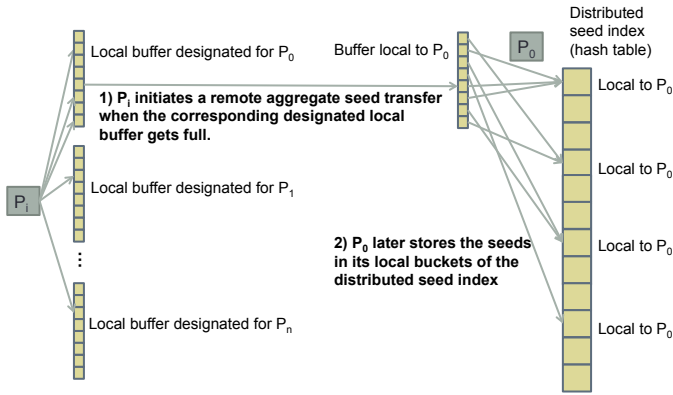 Distributed
seed index
(hash table)
Local buffer designated for P0
Buffer local to P0
P0
Local to P0
1) Pi initiates a remote aggregate seed transfer
when the corresponding designated local
buffer gets full.
Local to P0
Pi
Local buffer designated for P1
2) P0 later stores the seeds
in its local buckets of the
distributed seed index
Local to P0
⋮
Local buffer designated for Pn
Local to P0